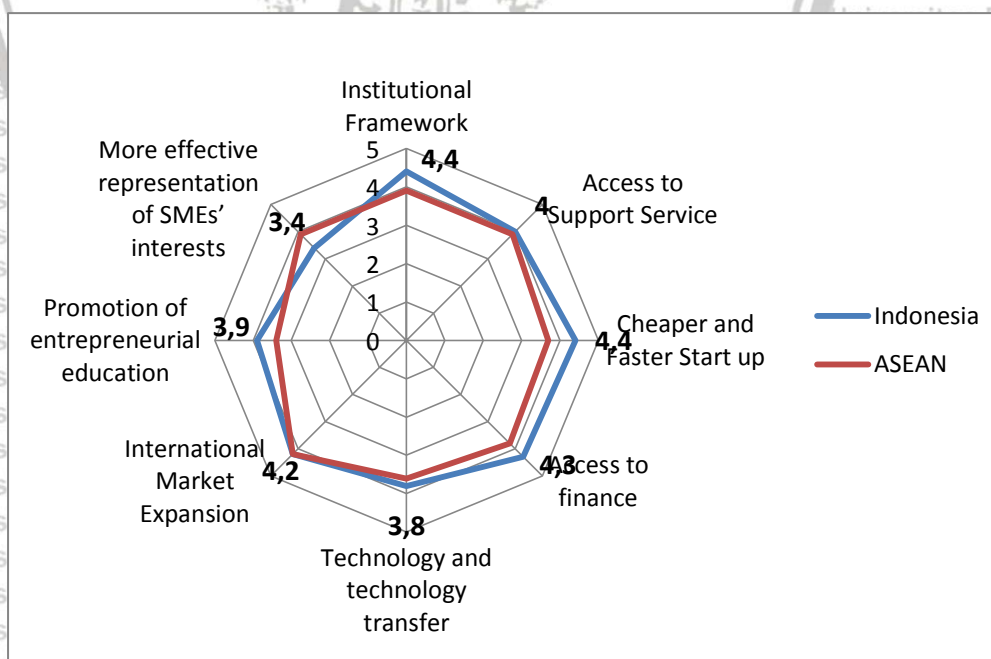 Institutional
Framework
4,4
Access to
Support Service
4
Cheaper and
Faster Start up
4,4
Access to
finance
4,3
Technology and
technology
transfer
3,8
International
Market
Expansion
4,2
Promotion of
entrepreneurial
education
3,9
More effective
representation
of SMEs’
interests
3,4
5
4
3
2
1
0
Indonesia
ASEAN